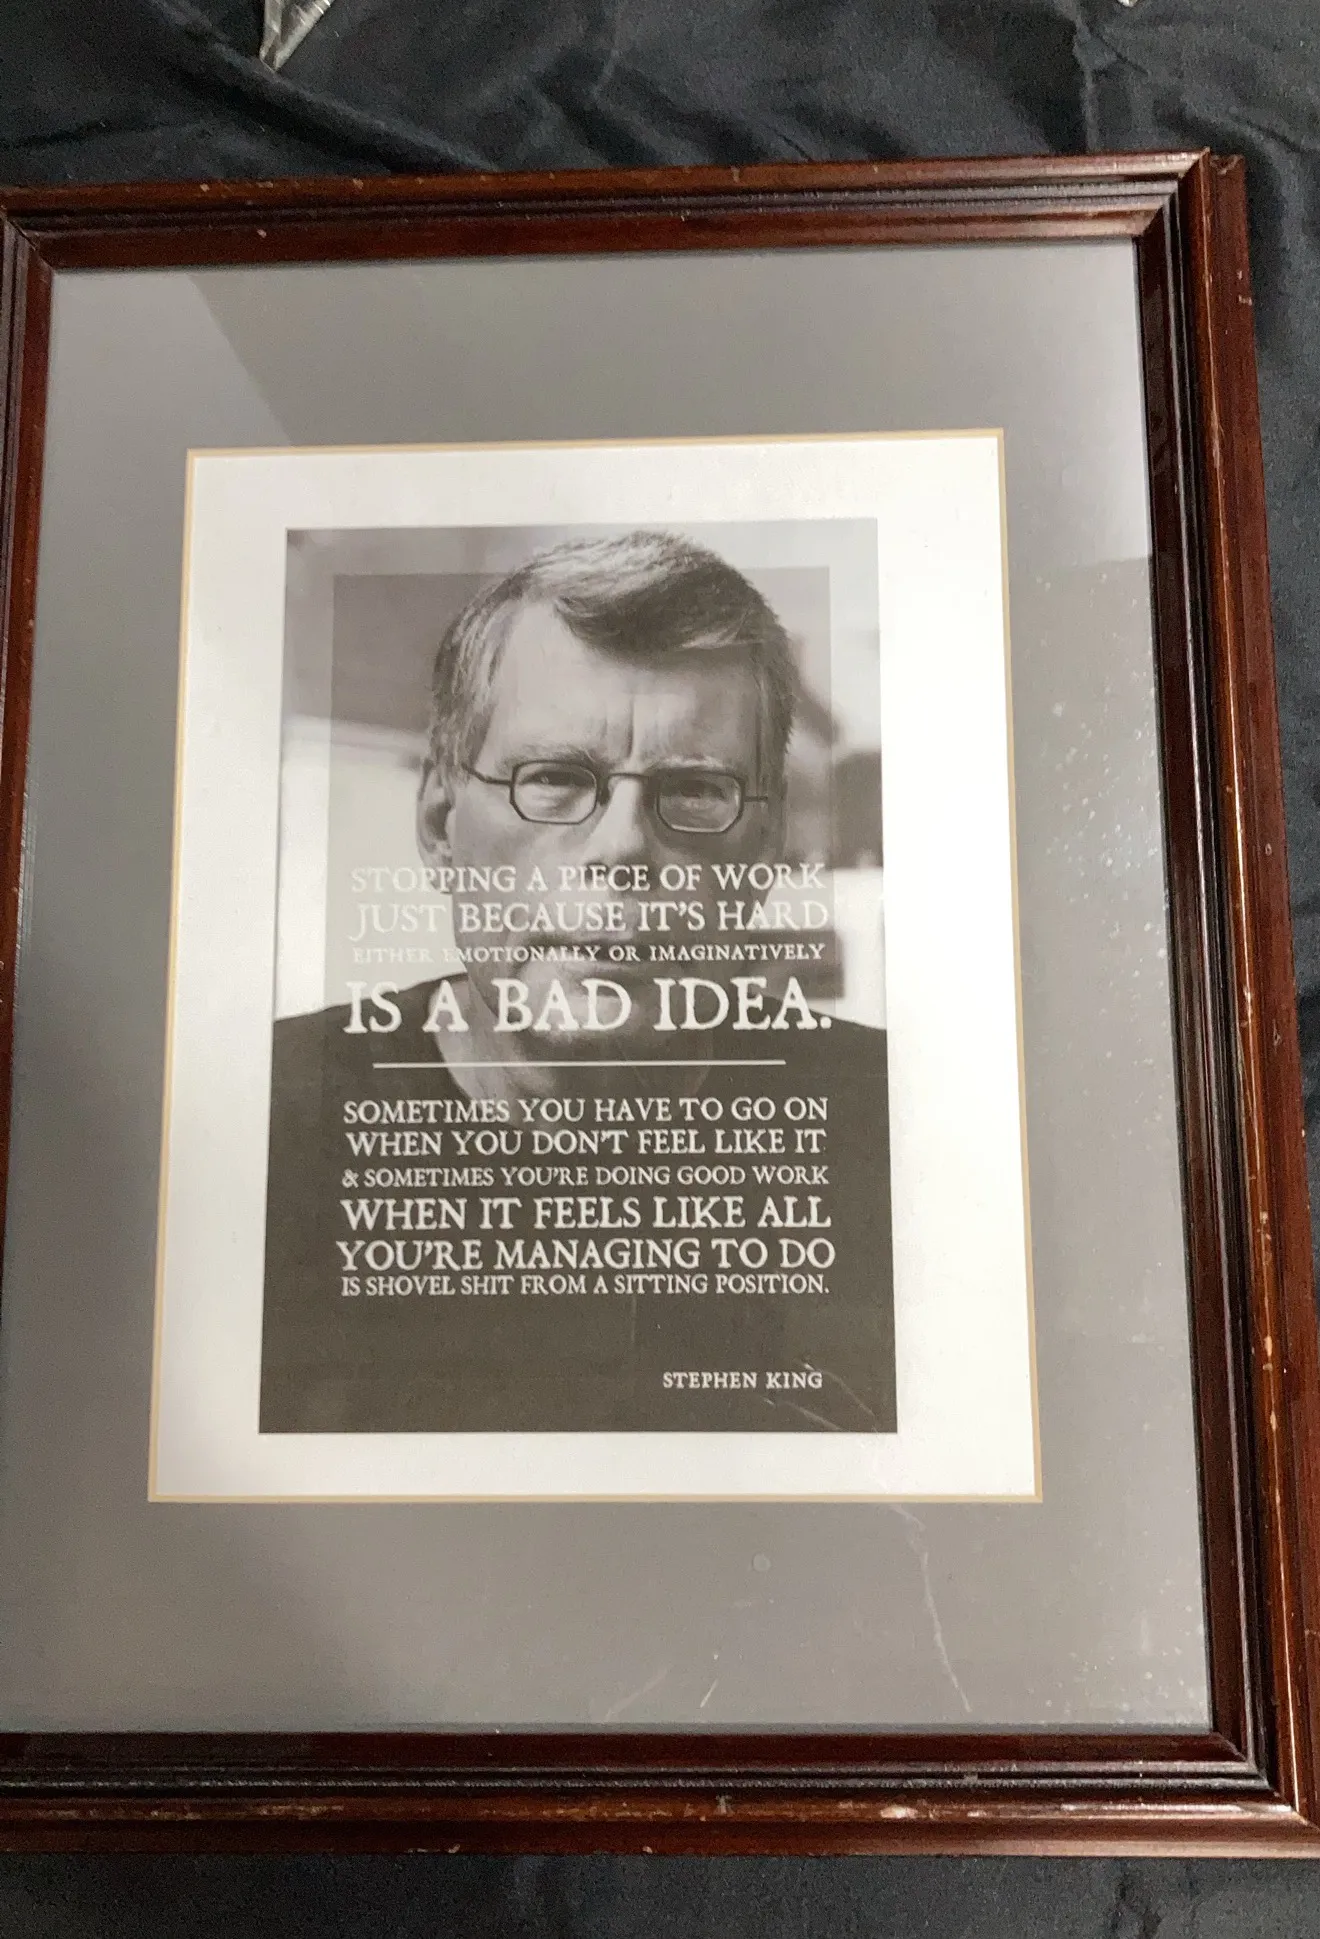 STOPPING A PIECE OF WORK
JUST BECAUSE IT'S HARD
EITHER EMOTIONALLY OR IMAGINATIVELY
IS A BAD IDEA.
SOMETIMES YOU HAVE TO GO ON
WHEN YOU DON'T FEEL LIKE IT
& SOMETIMES YOU'RE DOING GOOD WORK
WHEN IT FEELS LIKE ALL
YOU'RE MANAGING TO DO
IS SHOVEL SHIT FROM A SITTING POSITION.
STEPHEN KING